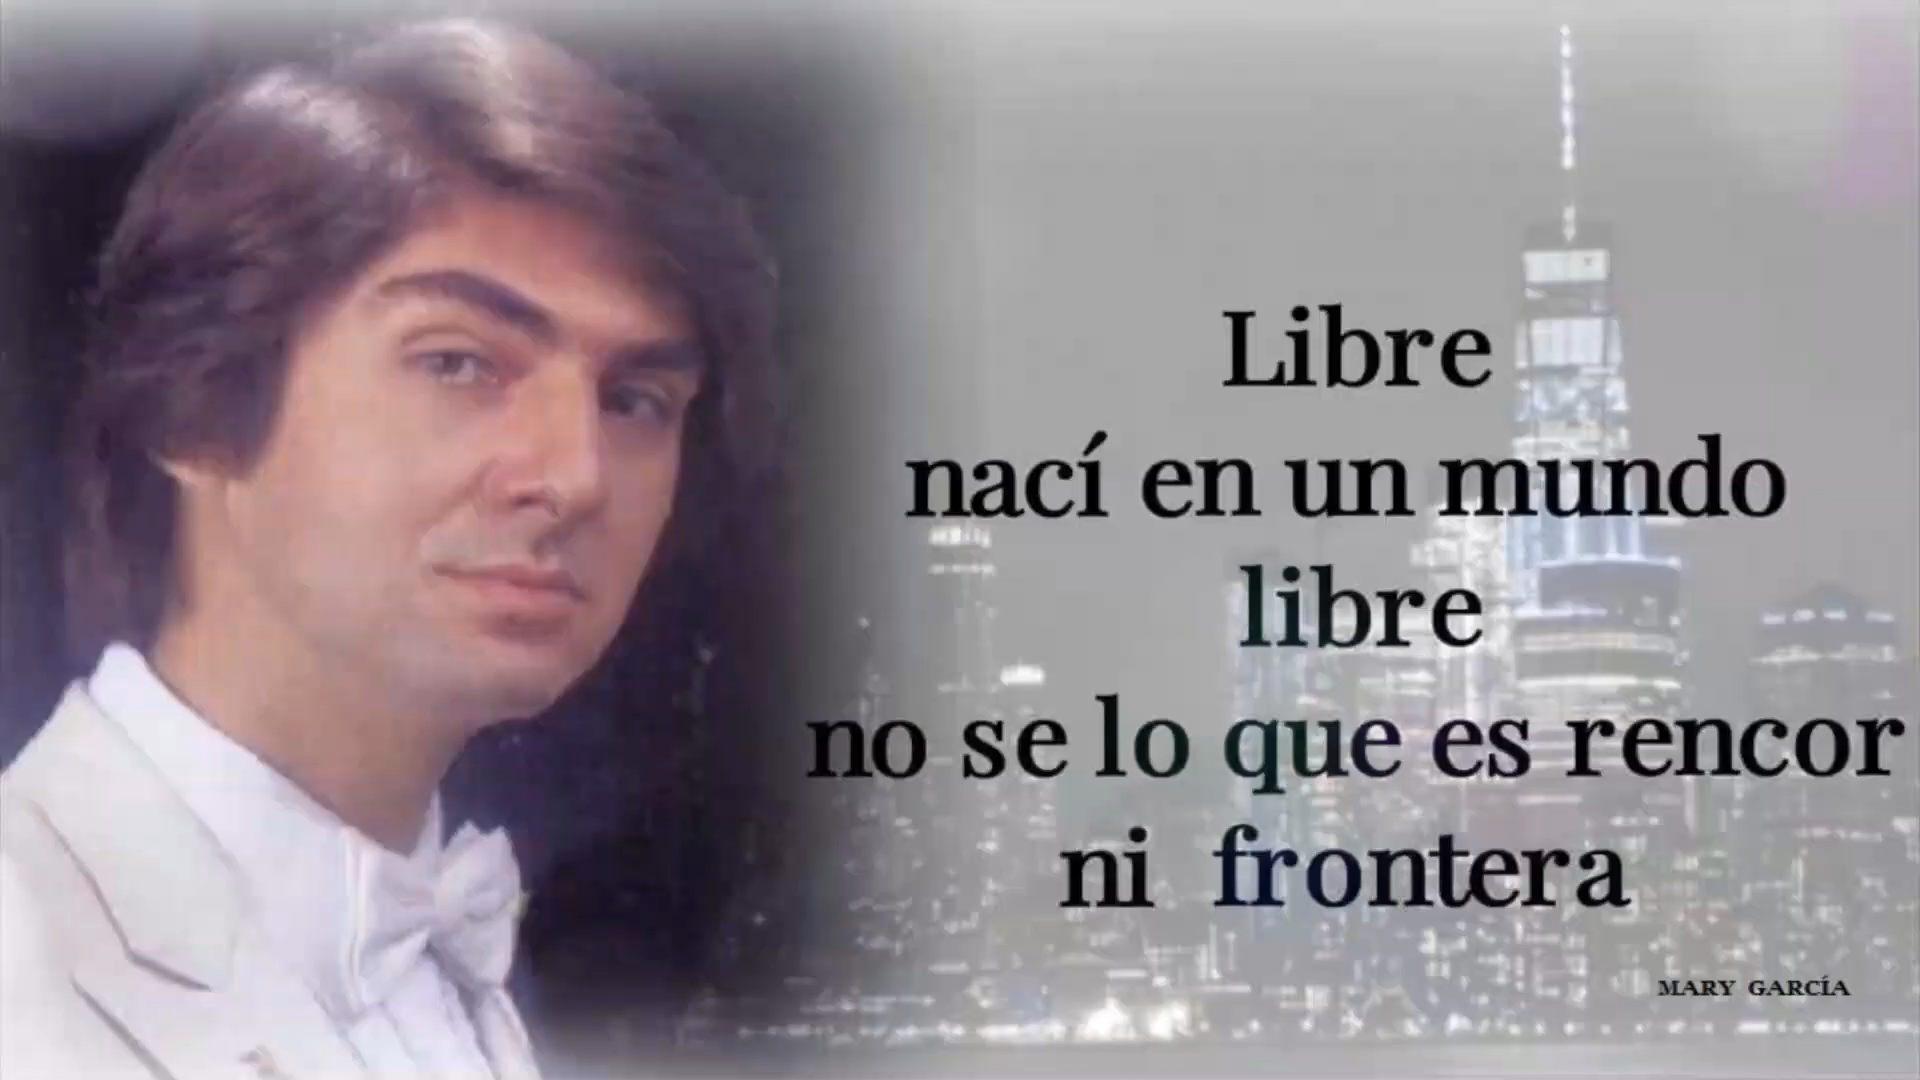 Libre
nací en un mundo
libre
no se lo que es rencor
ni frontera
MARY GARCÍA